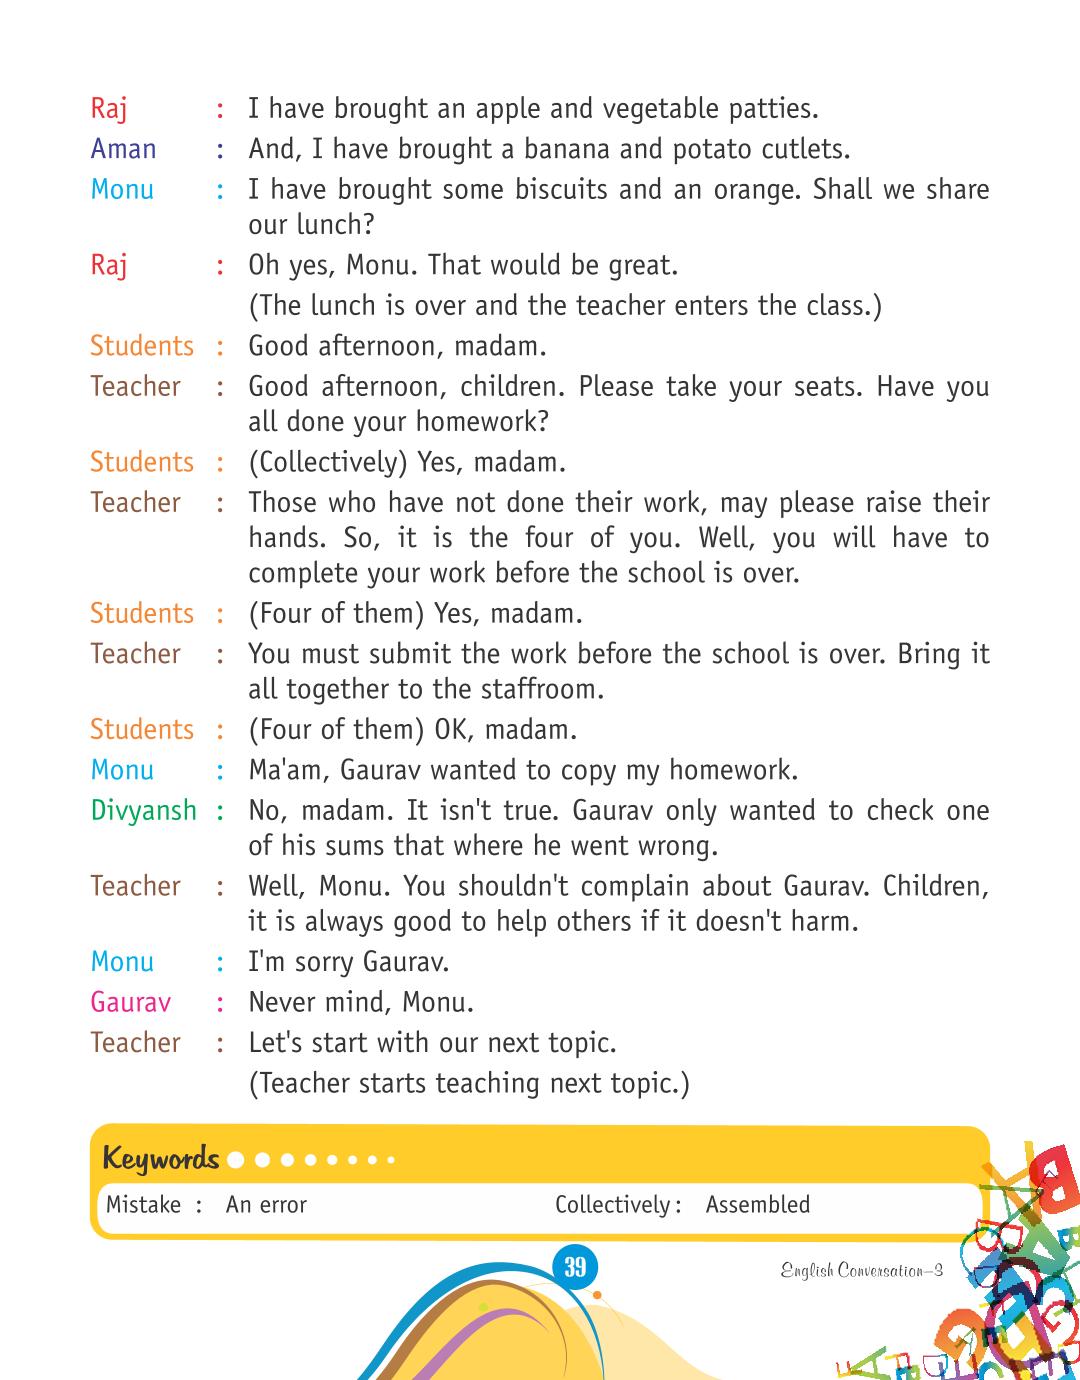 Raj : I have brought an apple and vegetable patties.
Aman : And, I have brought a banana and potato cutlets.
Monu : I have brought some biscuits and an orange. Shall we share
our lunch?
Raj : Oh yes, Monu. That would be great.
(The lunch is over and the teacher enters the class.)
Students : Good afternoon, madam.
Teacher : Good afternoon, children. Please take your seats. Have you
all done your homework?
Students : (Collectively) Yes, madam.
Teacher : Those who have not done their work, may please raise their
hands. So, it is the four of you. Well, you will have to
complete your work before the school is over.
Students : (Four of them) Yes, madam.
Teacher : You must submit the work before the school is over. Bring it
all together to the staffroom.
Students : (Four of them) OK, madam.
Monu : Ma'am, Gaurav wanted to copy my homework.
Divyansh : No, madam. It isn't true. Gaurav only wanted to check one
of his sums that where he went wrong.
Teacher : Well, Monu. You shouldn't complain about Gaurav. Children,
it is always good to help others if it doesn't harm.
Monu : I'm sorry Gaurav.
Gaurav : Never mind, Monu.
Teacher : Let's start with our next topic.
(Teacher starts teaching next topic.)
Keywords
Mistake : An error Collectively : Assembled
39
English Conversation–3